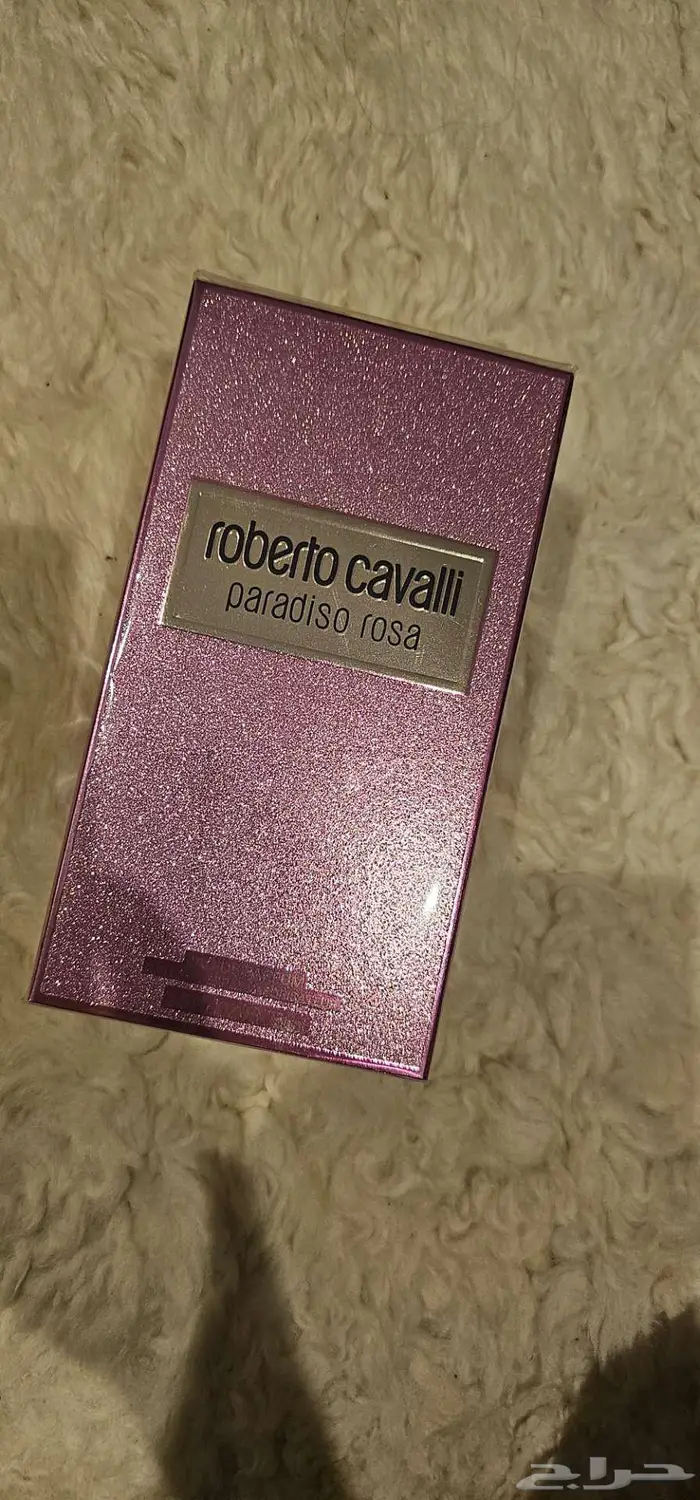 roberto cavalli
paradiso rosa
حراج